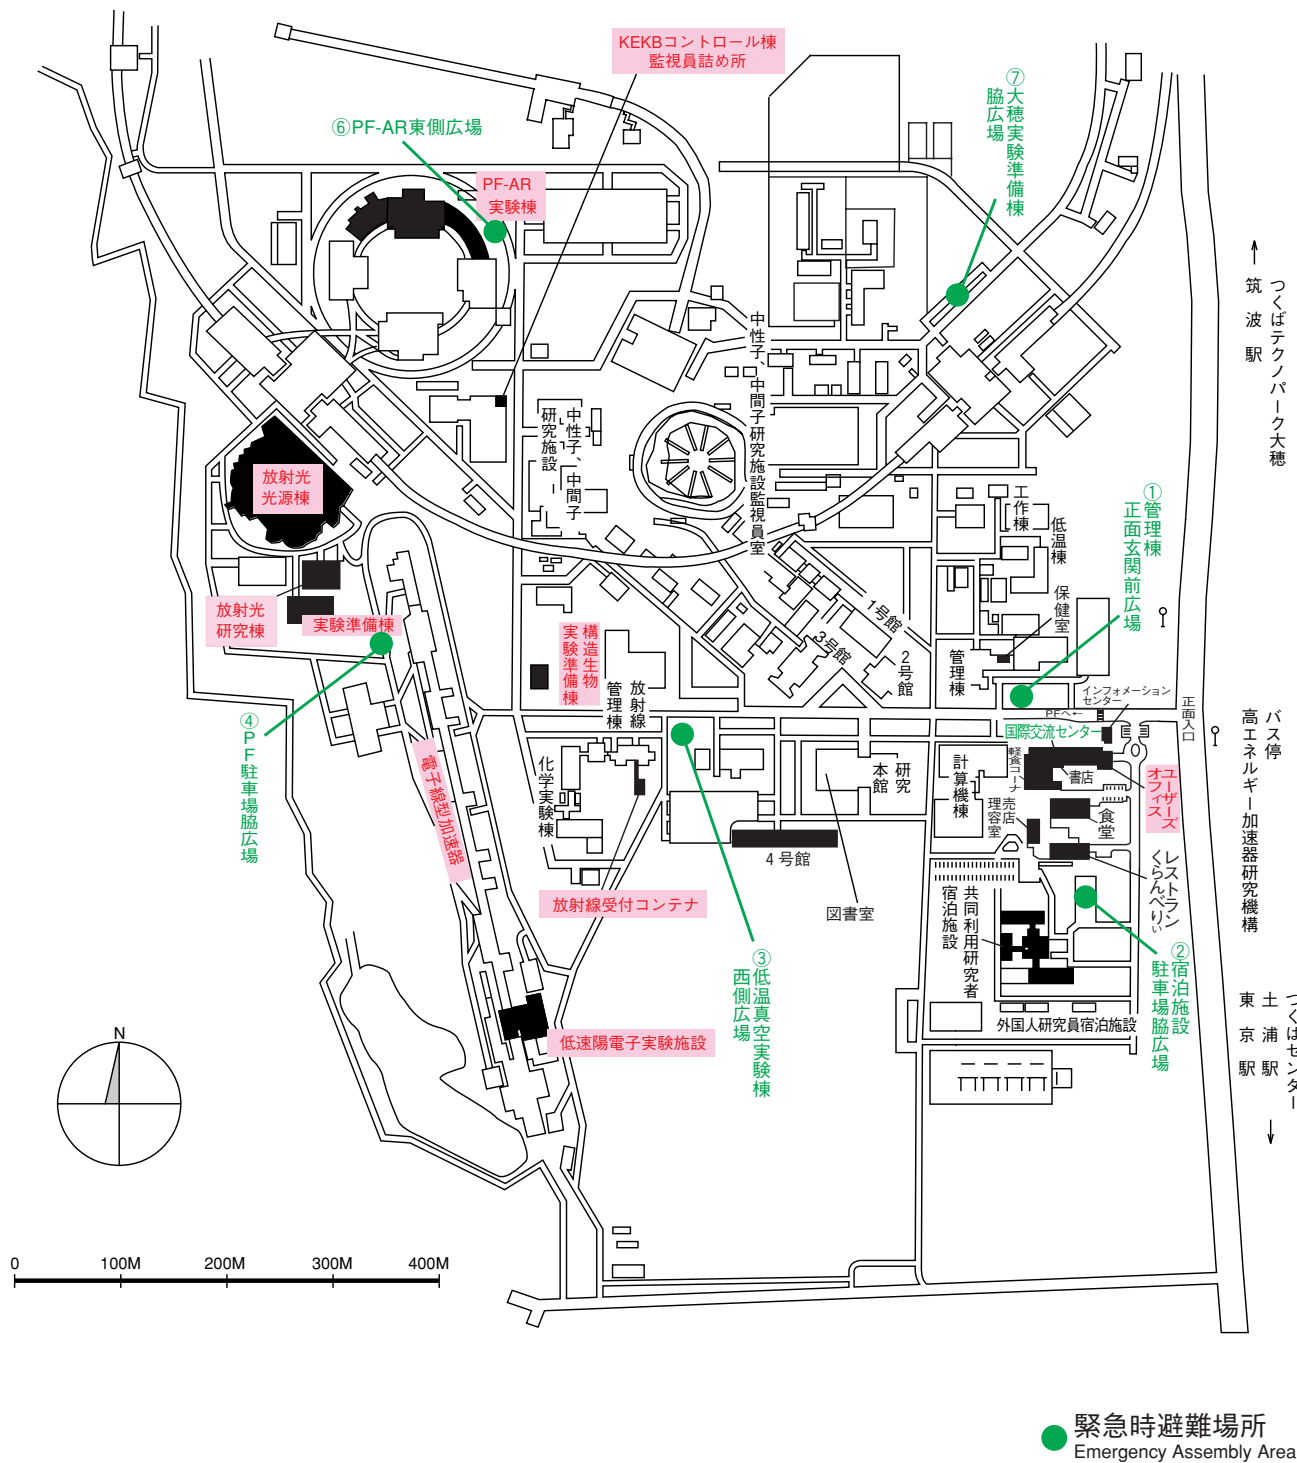 KEKBコントロール棟
監視員詰め所
⑥PF-AR東側広場
⑦大穂実験準備棟
脇広場
PF-AR
実験棟
つくばテクノパーク大穂
筑波駅
中性子、中間子研究施設監視員室
中性子、中間子
研究施設
放射光
光源棟
①管理棟
正面玄関前広場
工作棟
低温棟
保健室
放射光
研究棟
実験準備棟
構造生物
実験準備棟
放射線
管理棟
1号館
3号館
2号館
管理棟
インフォメーション
センター
PFへ←
正面入口
国際交流センター
④PF駐車場脇広場
電子線型加速器
化学実験棟
研究
本館
計算機棟
軽食コーナ
書店
ユーザーズ
オフィス
売店
理容室
食堂
バス停
高エネルギー加速器研究機構
4号館
レストラン
くらんべりぃ
放射線受付コンテナ
図書室
共同利用研究者
宿泊施設
③低温真空実験棟
西側広場
②宿泊施設
駐車場脇広場
外国人研究員宿泊施設
低速陽電子実験施設
つくばセンター
土浦駅
東京駅
N
0 100M 200M 300M 400M
緊急時避難場所
Emergency Assembly Area